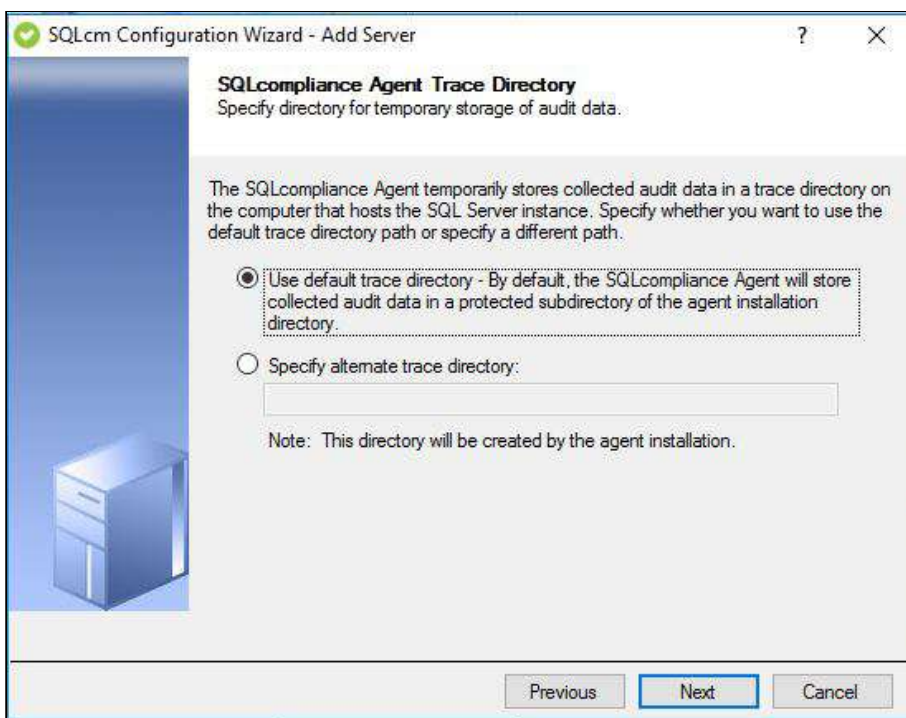 SQLcm Configuration Wizard - Add Server ?
SQLcompliance Agent Trace Directory
Specify directory for temporary storage of audit data.
The SQLcompliance Agent temporarily stores collected audit data in a trace directory on
the computer that hosts the SQL Server instance. Specify whether you want to use the
default trace directory path or specify a different path.
Use default trace directory - By default, the SQLcompliance Agent will store
collected audit data in a protected subdirectory of the agent installation
directory.
Specify alternate trace directory:
Note: This directory will be created by the agent installation.
Previous Next Cancel